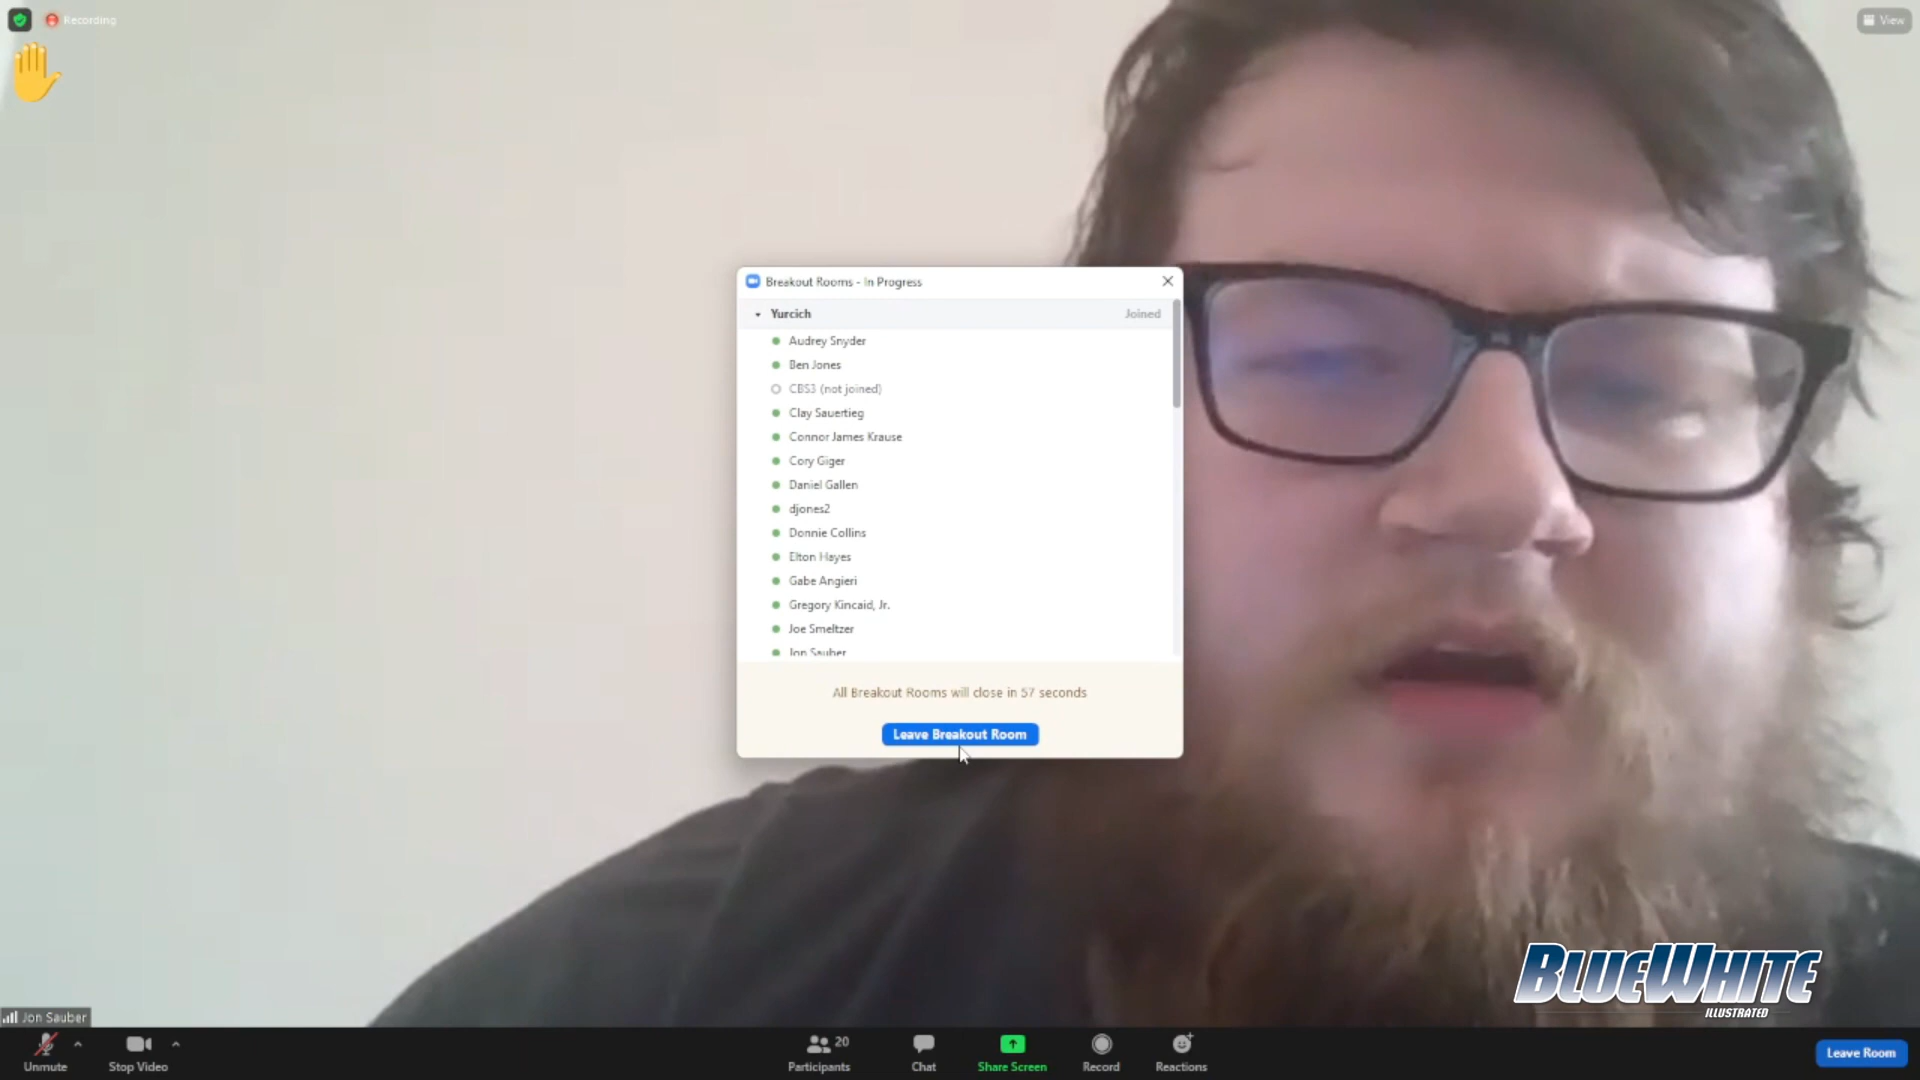 Recording
View
Breakout Rooms - In Progress
Yurcich
Joined
Audrey Snyder
Ben Jones
CBS3 (not joined)
Clay Sauertieg
Connor James Krause
Cory Giger
Daniel Gallen
djones2
Donnie Collins
Elton Hayes
Gabe Angieri
Gregory Kincaid, Jr.
Joe Smeltzer
Jon Sauber
All Breakout Rooms will close in 57 seconds
Leave Breakout Room
BLUEWHITE
ILLUSTRATED
Jon Sauber
Unmute
Stop Video
20
Participants
Chat
Share Screen
Record
Reactions
Leave Room